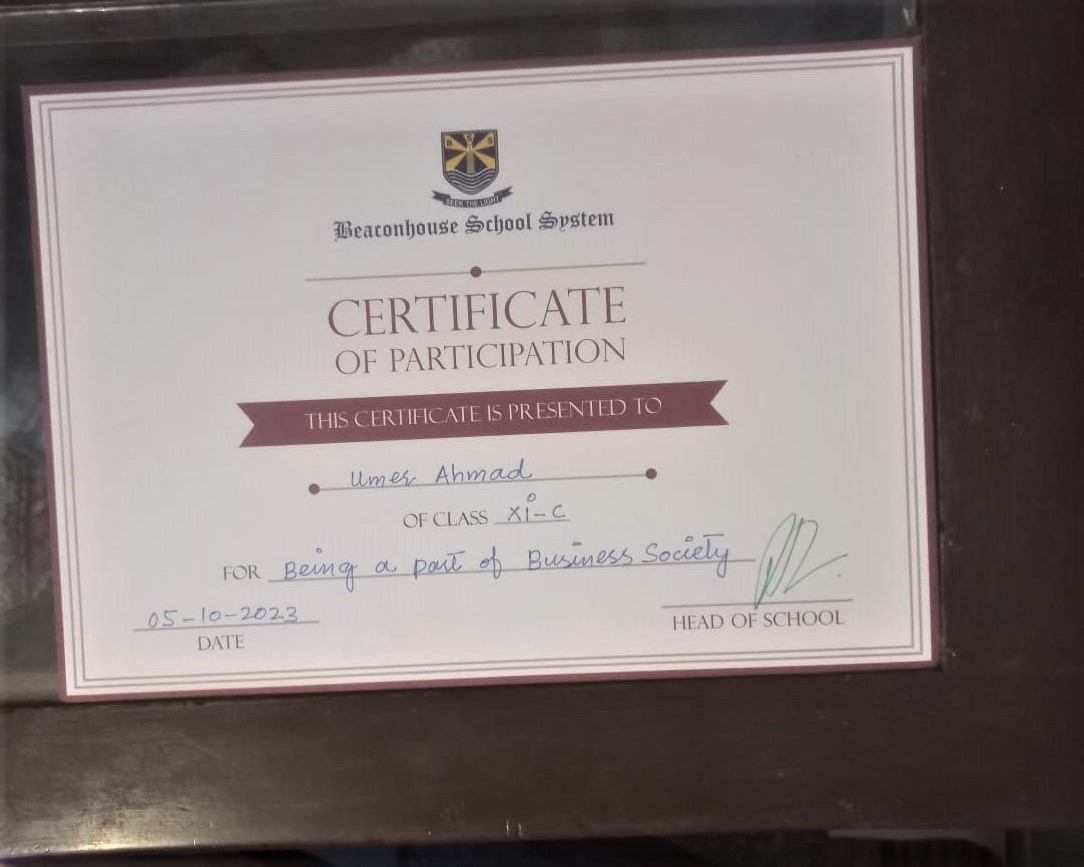 SEEK THE LIGHT
Beaconhouse School System
CERTIFICATE
OF PARTICIPATION
THIS CERTIFICATE IS PRESENTED TO
Umer Ahmad
OF CLASS Xi-C
FOR Being a part of Business Society
05-10-2023
DATE
HEAD OF SCHOOL